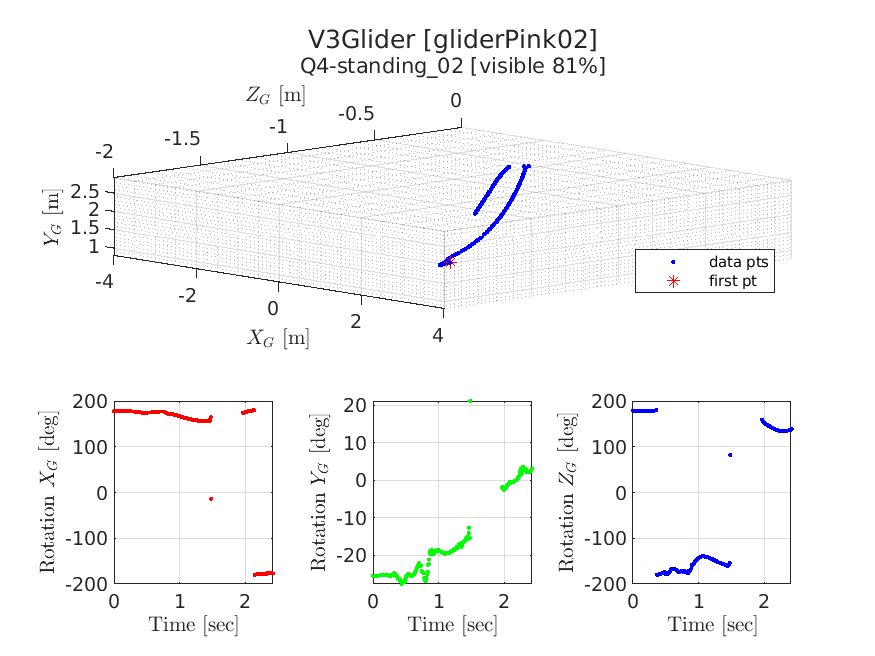 V3Glider [gliderPink02]
Q4-standing_02 [visible 81%]
Z_G [m]
0
-0.5
-1
-1.5
-2
2.5
2
1.5
1
Y_G [m]
-4
-2
0
2
4
X_G [m]
data pts
first pt
200
100
0
-100
-200
Rotation X_G [deg]
0 1 2
Time [sec]
20
10
0
-10
-20
Rotation Y_G [deg]
0 1 2
Time [sec]
200
100
0
-100
-200
Rotation Z_G [deg]
0 1 2
Time [sec]